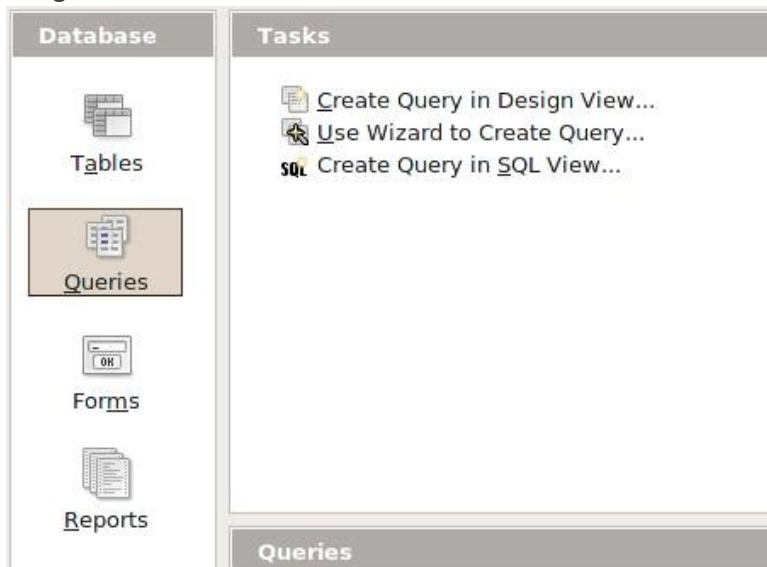 Database
Tables
Queries
Forms
OK
Reports
Tasks
Create Query in Design View...
Use Wizard to Create Query...
SQL Create Query in SQL View...
Queries